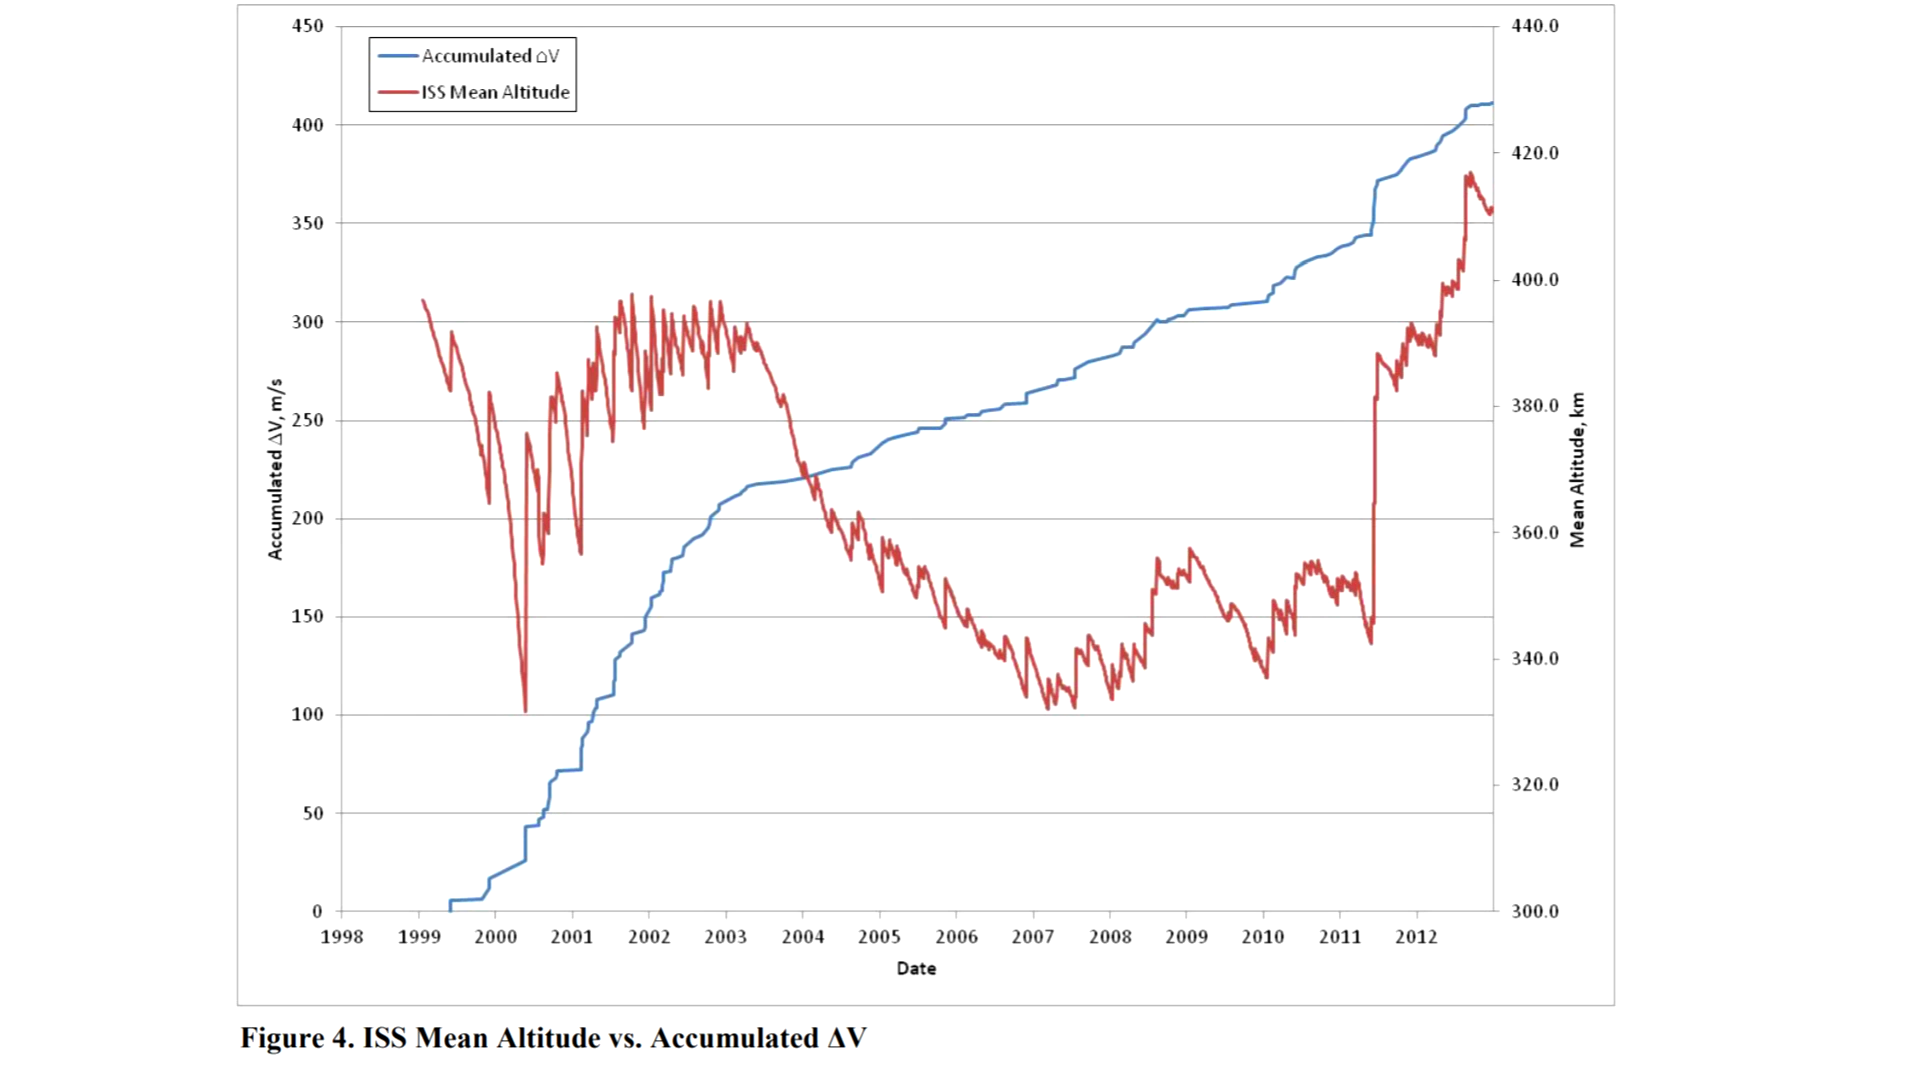 450
400
350
300
250
200
150
100
50
0
Accumulated ΔV, m/s
Accumulated ⌂V
ISS Mean Altitude
440.0
420.0
400.0
380.0
360.0
340.0
320.0
300.0
Mean Altitude, km
1998 1999 2000 2001 2002 2003 2004 2005 2006 2007 2008 2009 2010 2011 2012
Date
Figure 4. ISS Mean Altitude vs. Accumulated ΔV